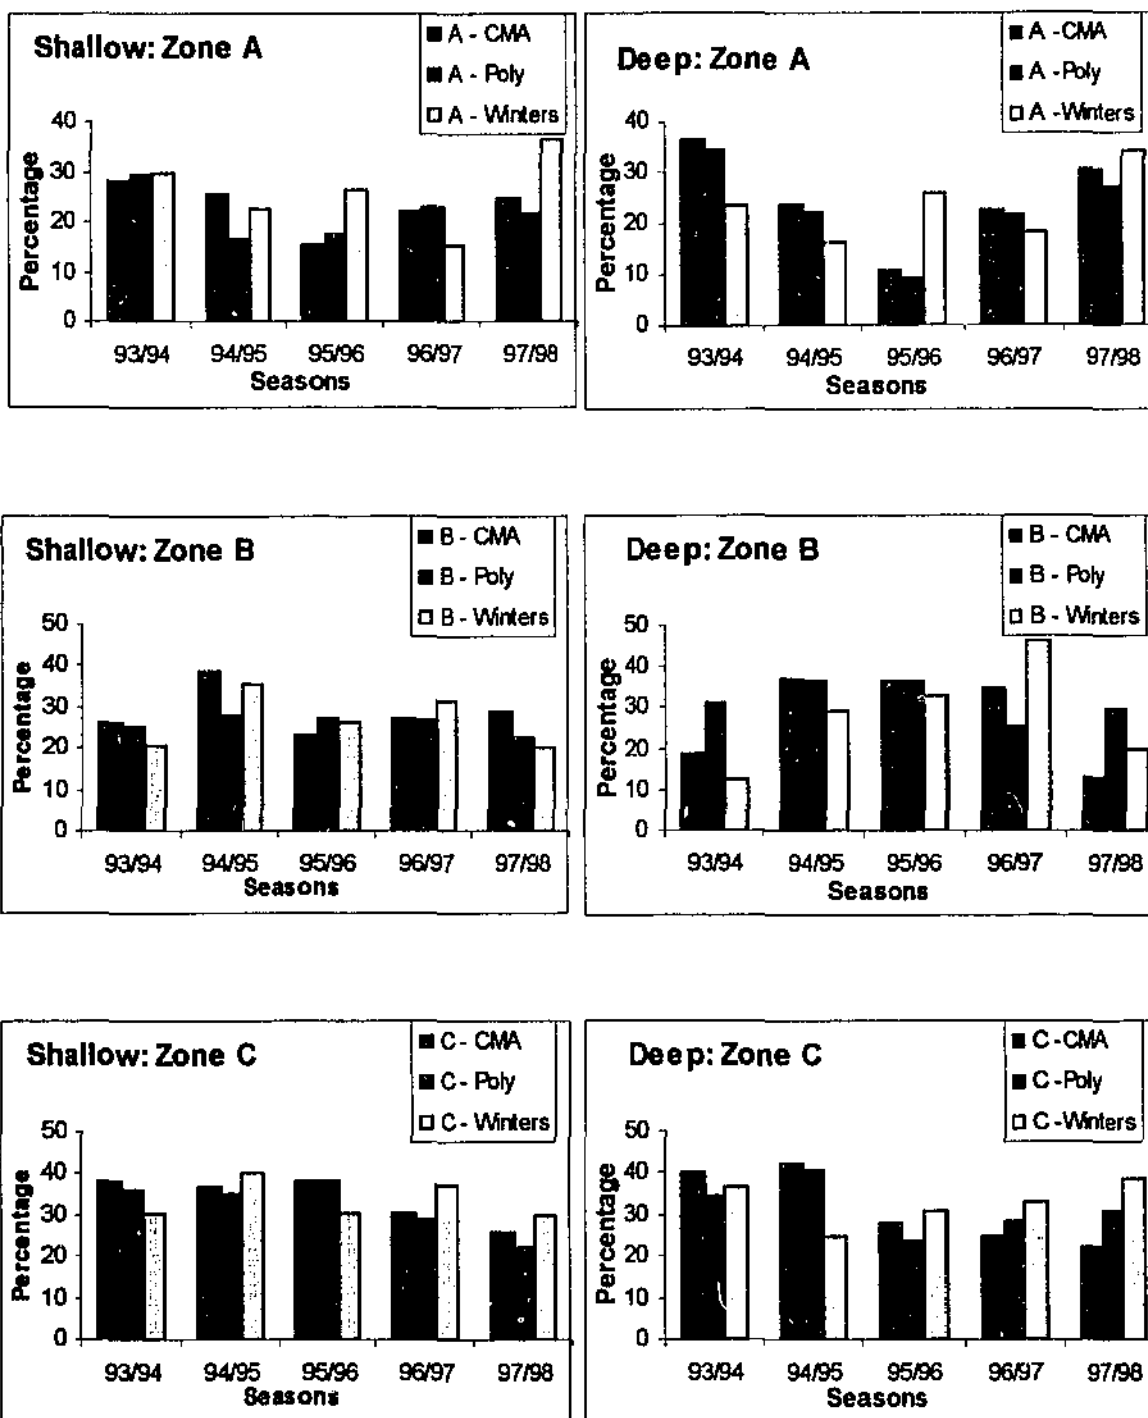 Shallow: Zone A
A - CMA
A - Poly
A - Winters
Percentage
40
30
20
10
0
93/94 94/95 95/96 96/97 97/98
Seasons
Deep: Zone A
A -CMA
A -Poly
A -Winters
Percentage
40
30
20
10
0
93/94 94/95 95/96 96/97 97/98
Seasons
Shallow: Zone B
B - CMA
B - Poly
B - Winters
Percentage
50
40
30
20
10
0
93/94 94/95 95/96 96/97 97/98
Seasons
Deep: Zone B
B - CMA
B - Poly
B - Winters
Percentage
50
40
30
20
10
0
93/94 94/95 95/96 96/97 97/98
Seasons
Shallow: Zone C
C - CMA
C - Poly
C - Winters
Percentage
50
40
30
20
10
0
93/94 94/95 95/96 96/97 97/98
Seasons
Deep: Zone C
C -CMA
C -Poly
C -Winters
Percentage
50
40
30
20
10
0
93/94 94/95 95/96 96/97 97/98
Seasons